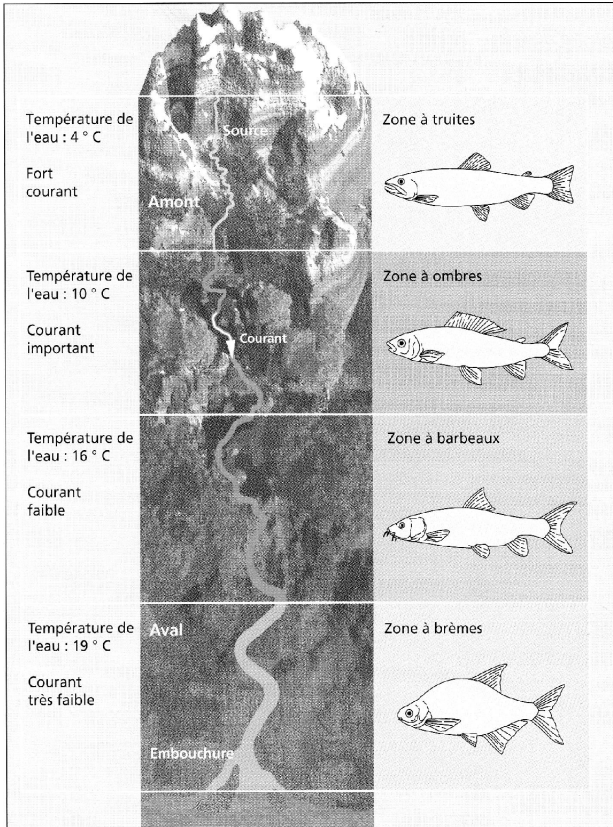 Température de
l'eau : 4 ° C
Fort
courant
Source
Amont
Zone à truites
Température de
l'eau : 10 ° C
Courant
important
Courant
Zone à ombres
Température de
l'eau : 16 ° C
Courant
faible
Zone à barbeaux
Température de
l'eau : 19 ° C
Courant
très faible
Aval
Embouchure
Zone à brèmes